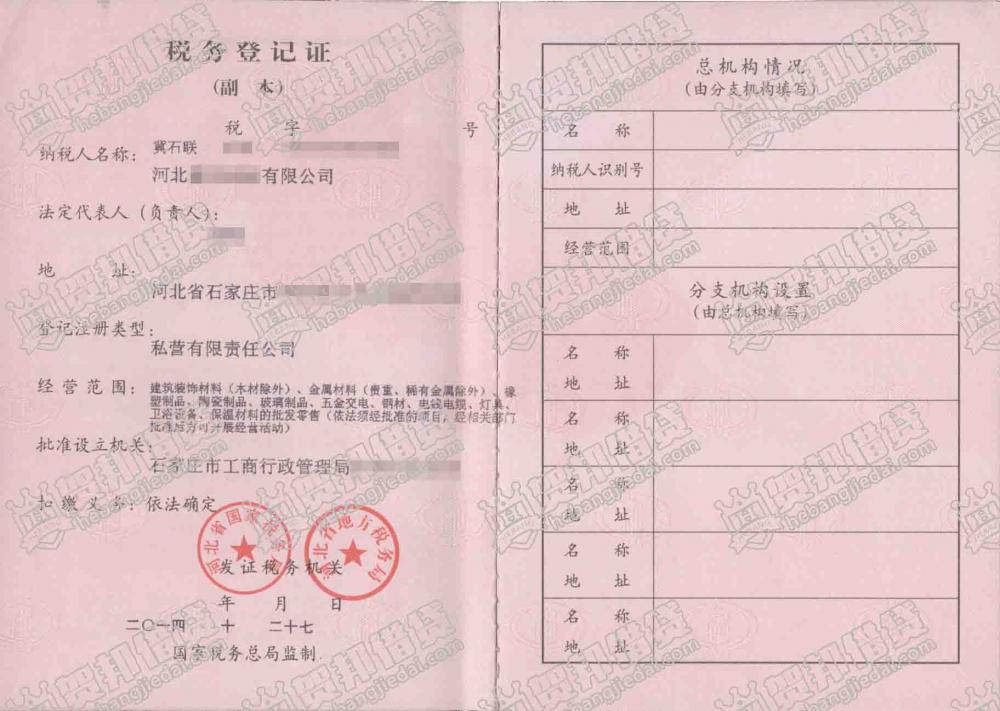 税务登记证
(副 本)
税 字 号
冀石联
纳税人名称：
河北 有限公司
法定代表人（负责人）：
地 址：
河北省石家庄市
登记注册类型：
私营有限责任公司
经营范围：
建筑装饰材料（木材除外）、金属材料（贵重、稀有金属除外）、橡
塑制品、陶瓷制品、玻璃制品、五金交电、钢材、电线电缆、灯具、
卫浴设备、保温材料的批发零售（依法须经批准的项目，经相关部门
批准后方可开展经营活动）
批准设立机关：
石家庄市工商行政管理局
扣缴义务：依法确定
河北省国家税务局
河北省地方税务局
发证税务机关
年 月 日
二〇一四 十 二十七
国家税务总局监制
总机构情况
(由分支机构填写)
名 称
纳税人识别号
地 址
经营范围
分支机构设置
(由总机构填写)
名 称
地 址
名 称
地 址
名 称
地 址
名 称
地 址
名 称
地 址
贺邦借贷
hebangjiedai.com